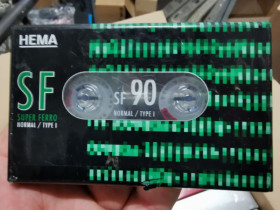 HEMA
SF
SUPER FERRO
NORMAL / TYPE I
SF 90
NORMAL / TYPE I